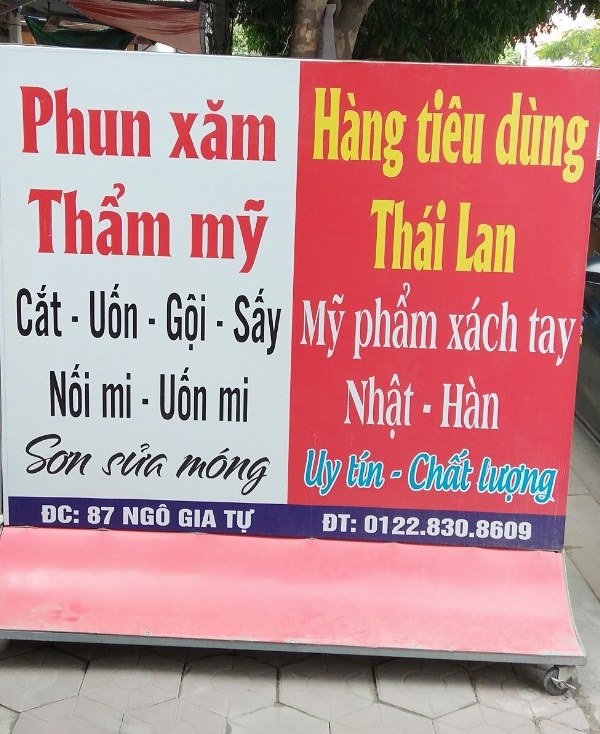 Phun xăm
Thẩm mỹ
Cắt - Uốn - Gội - Sấy
Nối mi - Uốn mi
Sơn sửa móng
Hàng tiêu dùng
Thái Lan
Mỹ phẩm xách tay
Nhật - Hàn
Uy tín - Chất lượng
ĐC: 87 NGÔ GIA TỰ
ĐT: 0122.830.8609